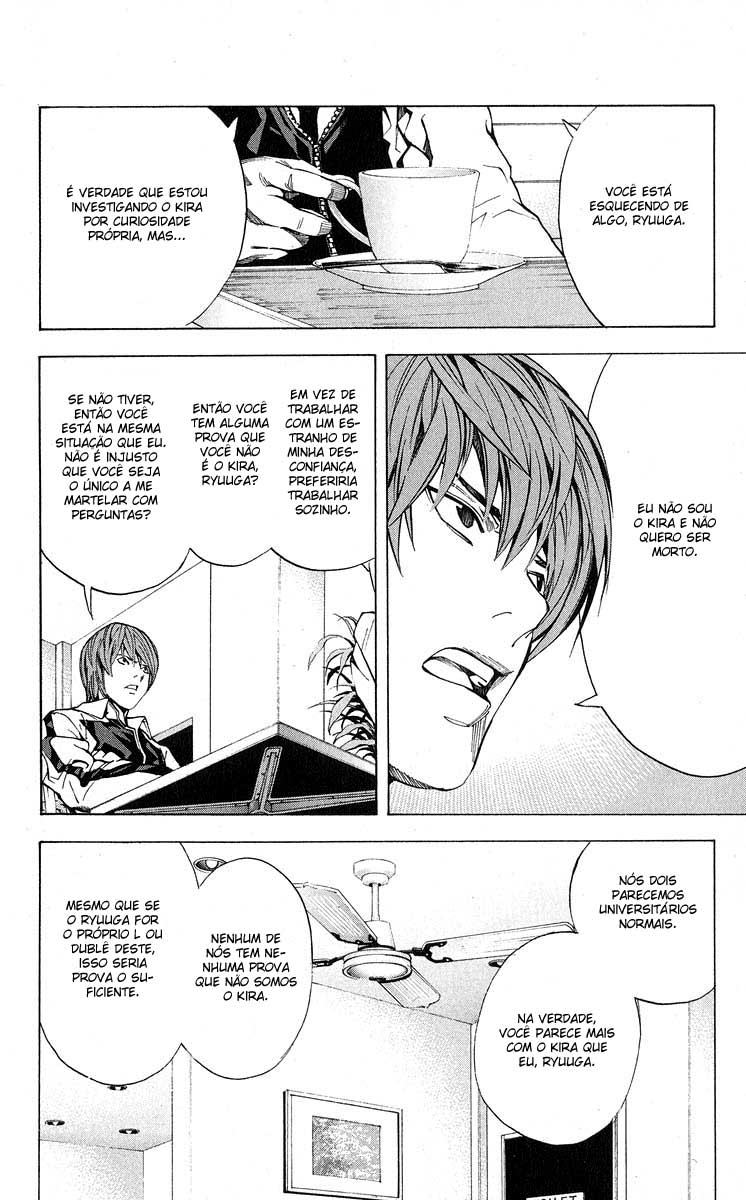 VOCÊ ESTÁ
ESQUECENDO DE
ALGO, RYUUGA.
É VERDADE QUE ESTOU
INVESTIGANDO O KIRA
POR CURIOSIDADE
PRÓPRIA, MAS...
EU NÃO SOU
O KIRA E NÃO
QUERO SER
MORTO.
EM VEZ DE
TRABALHAR
COM UM ES-
TRANHO DE
MINHA DES-
CONFIANÇA,
PREFERIRIA
TRABALHAR
SOZINHO.
ENTÃO VOCÊ
TEM ALGUMA
PROVA QUE
VOCÊ NÃO
É O KIRA,
RYUUGA?
SE NÃO TIVER,
ENTÃO VOCÊ
ESTÁ NA MESMA
SITUAÇÃO QUE EU.
NÃO É INJUSTO
QUE VOCÊ SEJA
O ÚNICO A ME
MARTELAR COM
PERGUNTAS?
NÓS DOIS
PARECEMOS
UNIVERSITÁRIOS
NORMAIS.
NA VERDADE,
VOCÊ PARECE MAIS
COM O KIRA QUE
EU, RYUUGA.
NENHUM DE
NÓS TEM NE-
NHUMA PROVA
QUE NÃO SOMOS
O KIRA.
MESMO QUE SE
O RYUUGA FOR
O PRÓPRIO L OU
DUBLÊ DESTE,
ISSO SERIA
PROVA O SU-
FICIENTE.